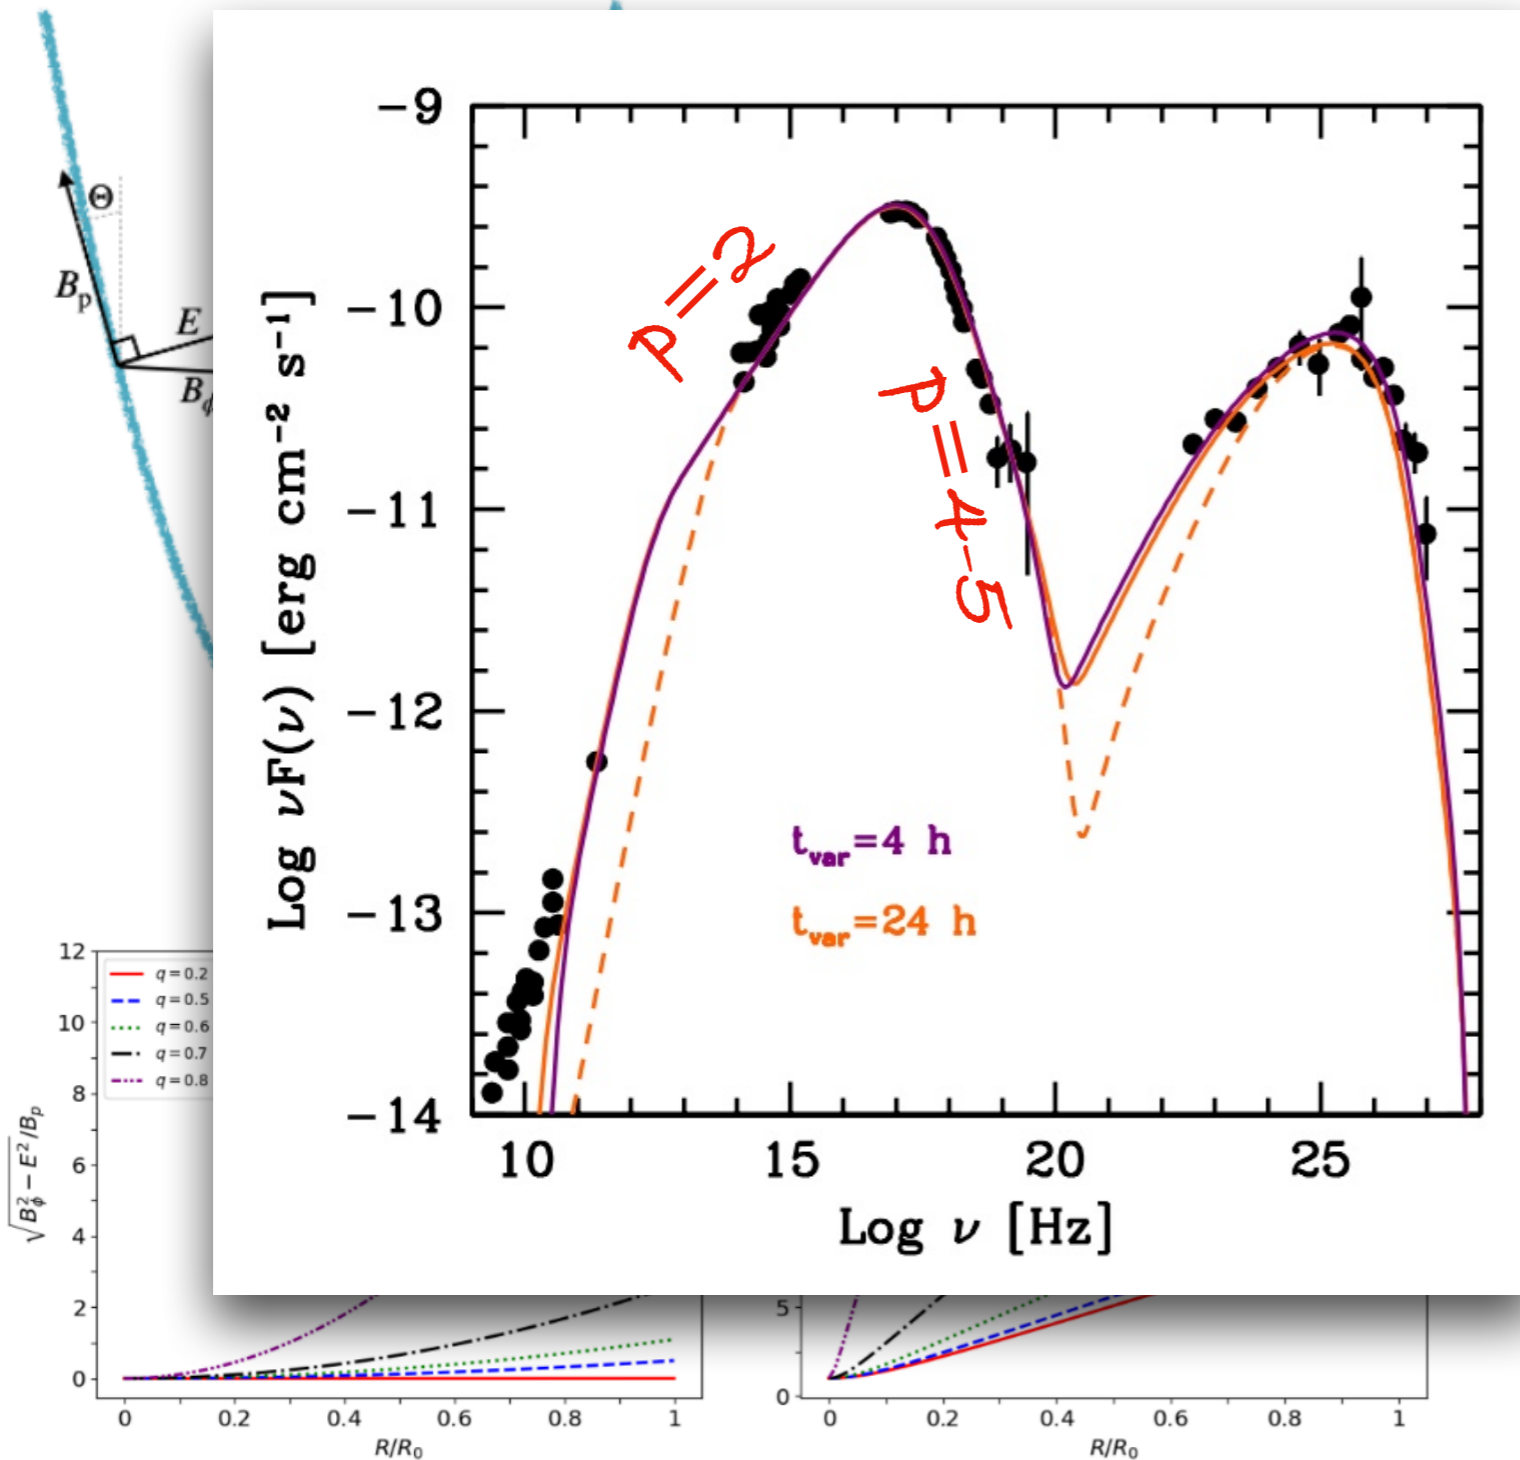 Θ
B_p
E
B_ϕ
−9
−10
−11
−12
−13
−14
Log νF(ν) [erg cm⁻² s⁻¹]
P=2
P=4-5
t_var=4 h
t_var=24 h
10 15 20 25
Log ν [Hz]
12
10
8
6
4
2
0
q = 0.2
q = 0.5
q = 0.6
q = 0.7
q = 0.8
√B_ϕ² − E²/B_p
0 0.2 0.4 0.6 0.8 1
R/R₀
5
0
0 0.2 0.4 0.6 0.8 1
R/R₀